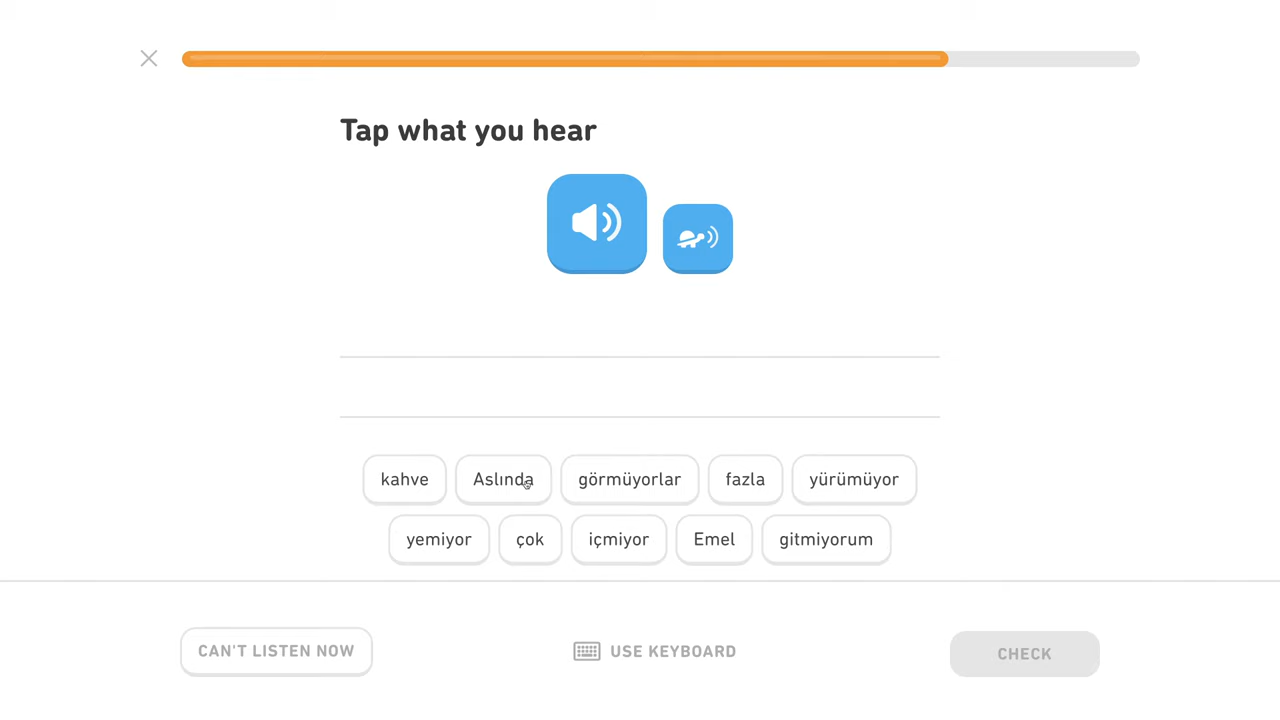 Tap what you hear
kahve Aslında görmüyorlar fazla yürümüyor
yemiyor çok içmiyor Emel gitmiyorum
CAN'T LISTEN NOW USE KEYBOARD CHECK